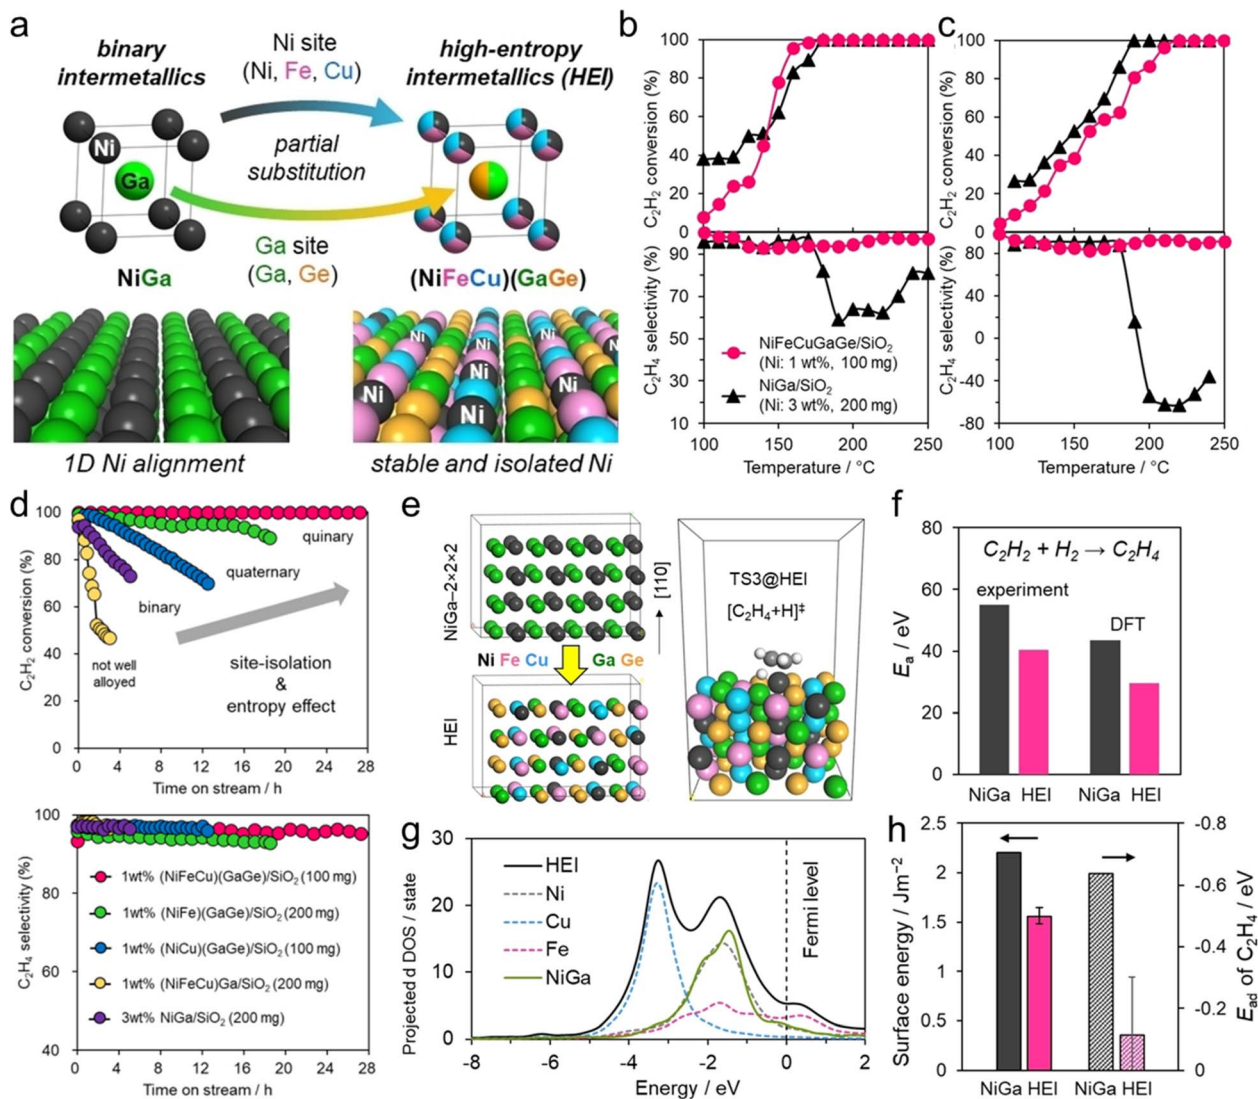 a
binary
intermetallics
Ni site
(Ni, Fe, Cu)
high-entropy
intermetallics (HEI)
partial
substitution
Ni
Ga
Ga site
(Ga, Ge)
NiGa
(NiFeCu)(GaGe)
Ni
Ni
Ni
Ni
Ni
Ni
1D Ni alignment
stable and isolated Ni
b
C₂H₂ conversion (%)
100
80
60
40
20
0
C₂H₄ selectivity (%)
90
70
50
30
10
NiFeCuGaGe/SiO₂
(Ni: 1 wt%, 100 mg)
NiGa/SiO₂
(Ni: 3 wt%, 200 mg)
100
150
200
250
Temperature / °C
c
C₂H₂ conversion (%)
100
80
60
40
20
0
C₂H₄ selectivity (%)
80
40
0
-40
-80
100
150
200
250
Temperature / °C
d
C₂H₂ conversion (%)
100
80
60
40
20
0
quinary
quaternary
binary
not well
alloyed
site-isolation
&
entropy effect
0
4
8
12
16
20
24
28
Time on stream / h
C₂H₄ selectivity (%)
100
80
60
40
1wt% (NiFeCu)(GaGe)/SiO₂ (100 mg)
1wt% (NiFe)(GaGe)/SiO₂ (200 mg)
1wt% (NiCu)(GaGe)/SiO₂ (100 mg)
1wt% (NiFeCu)Ga/SiO₂ (200 mg)
3wt% NiGa/SiO₂ (200 mg)
0
4
8
12
16
20
24
28
Time on stream / h
e
NiGa–2×2×2
[110]
Ni Fe Cu
Ga Ge
HEI
TS3@HEI
[C₂H₄+H]‡
f
Eₐ / eV
80
60
40
20
0
C₂H₂ + H₂ → C₂H₄
experiment
DFT
NiGa HEI
NiGa HEI
g
Projected DOS / state
30
20
10
0
HEI
Ni
Cu
Fe
NiGa
Fermi level
-8
-6
-4
-2
0
2
Energy / eV
h
Surface energy / Jm⁻²
2.5
2
1.5
1
0.5
0
-0.8
-0.6
-0.4
-0.2
0
E_ad of C₂H₄ / eV
NiGa HEI
NiGa HEI